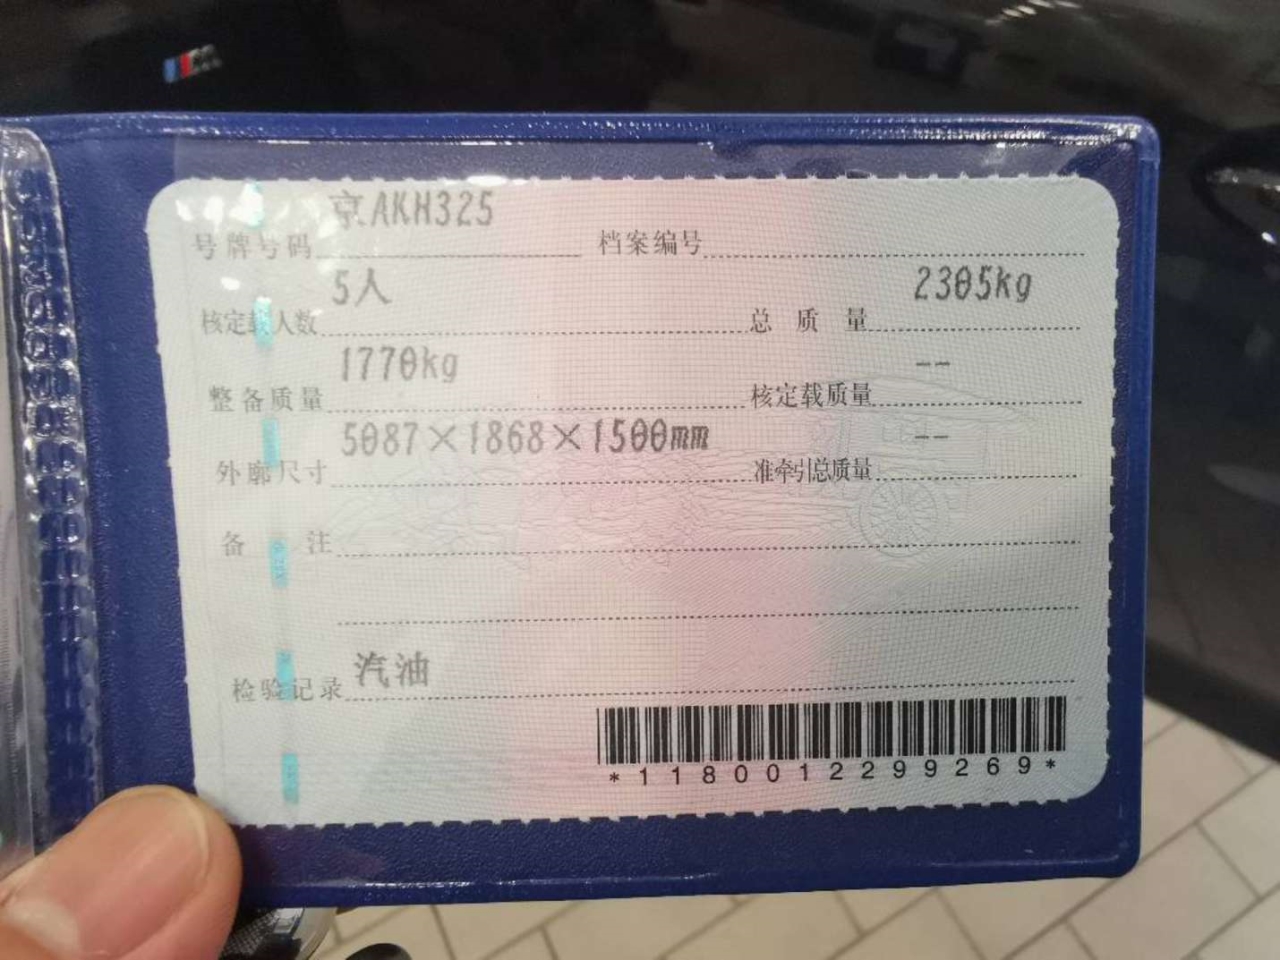 京AKH325
号牌号码 档案编号
5人 2305kg
核定载人数 总质量
1770kg --
整备质量 核定载质量
5087×1868×1500mm --
外廓尺寸 准牵引总质量
备注
汽油
检验记录
*1180012299269*